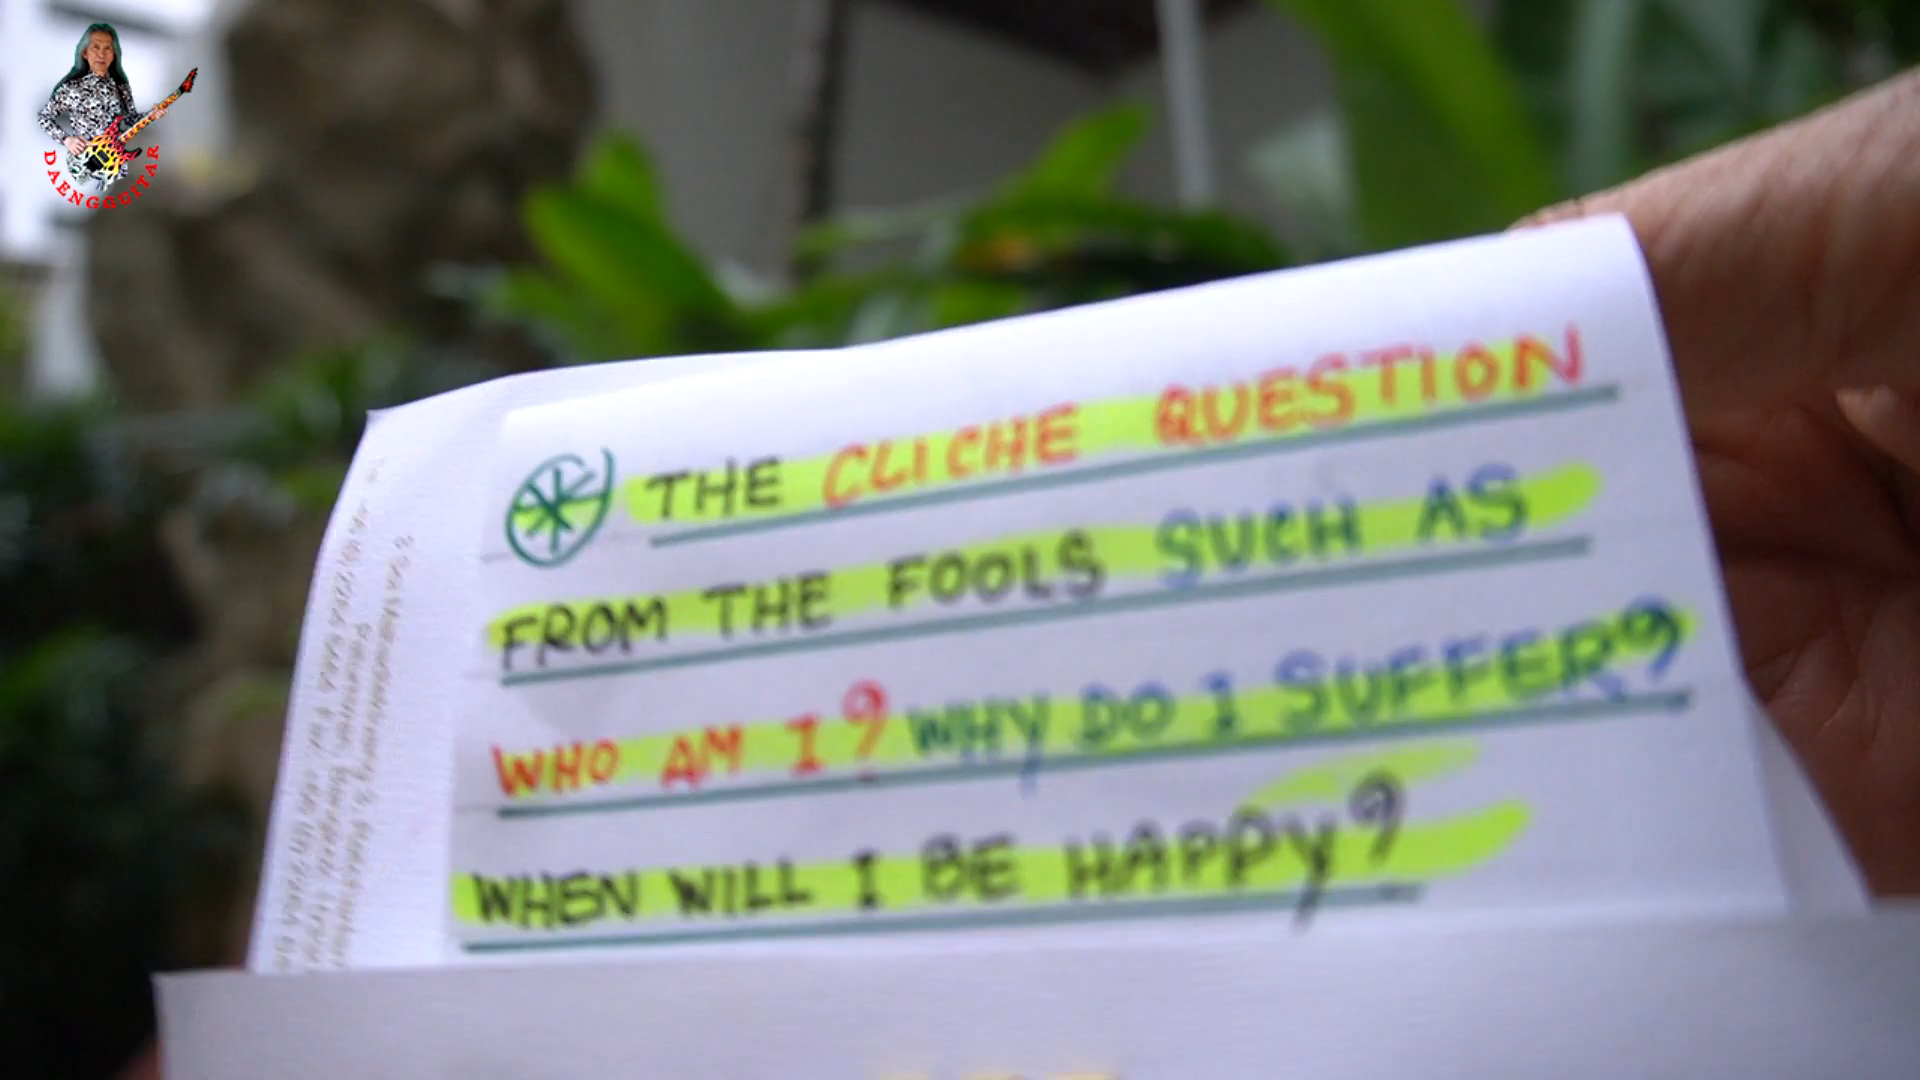 DAENGGUITAR
THE CLICHE QUESTION
FROM THE FOOLS SUCH AS
WHO AM I? WHY DO I SUFFER?
WHEN WILL I BE HAPPY?